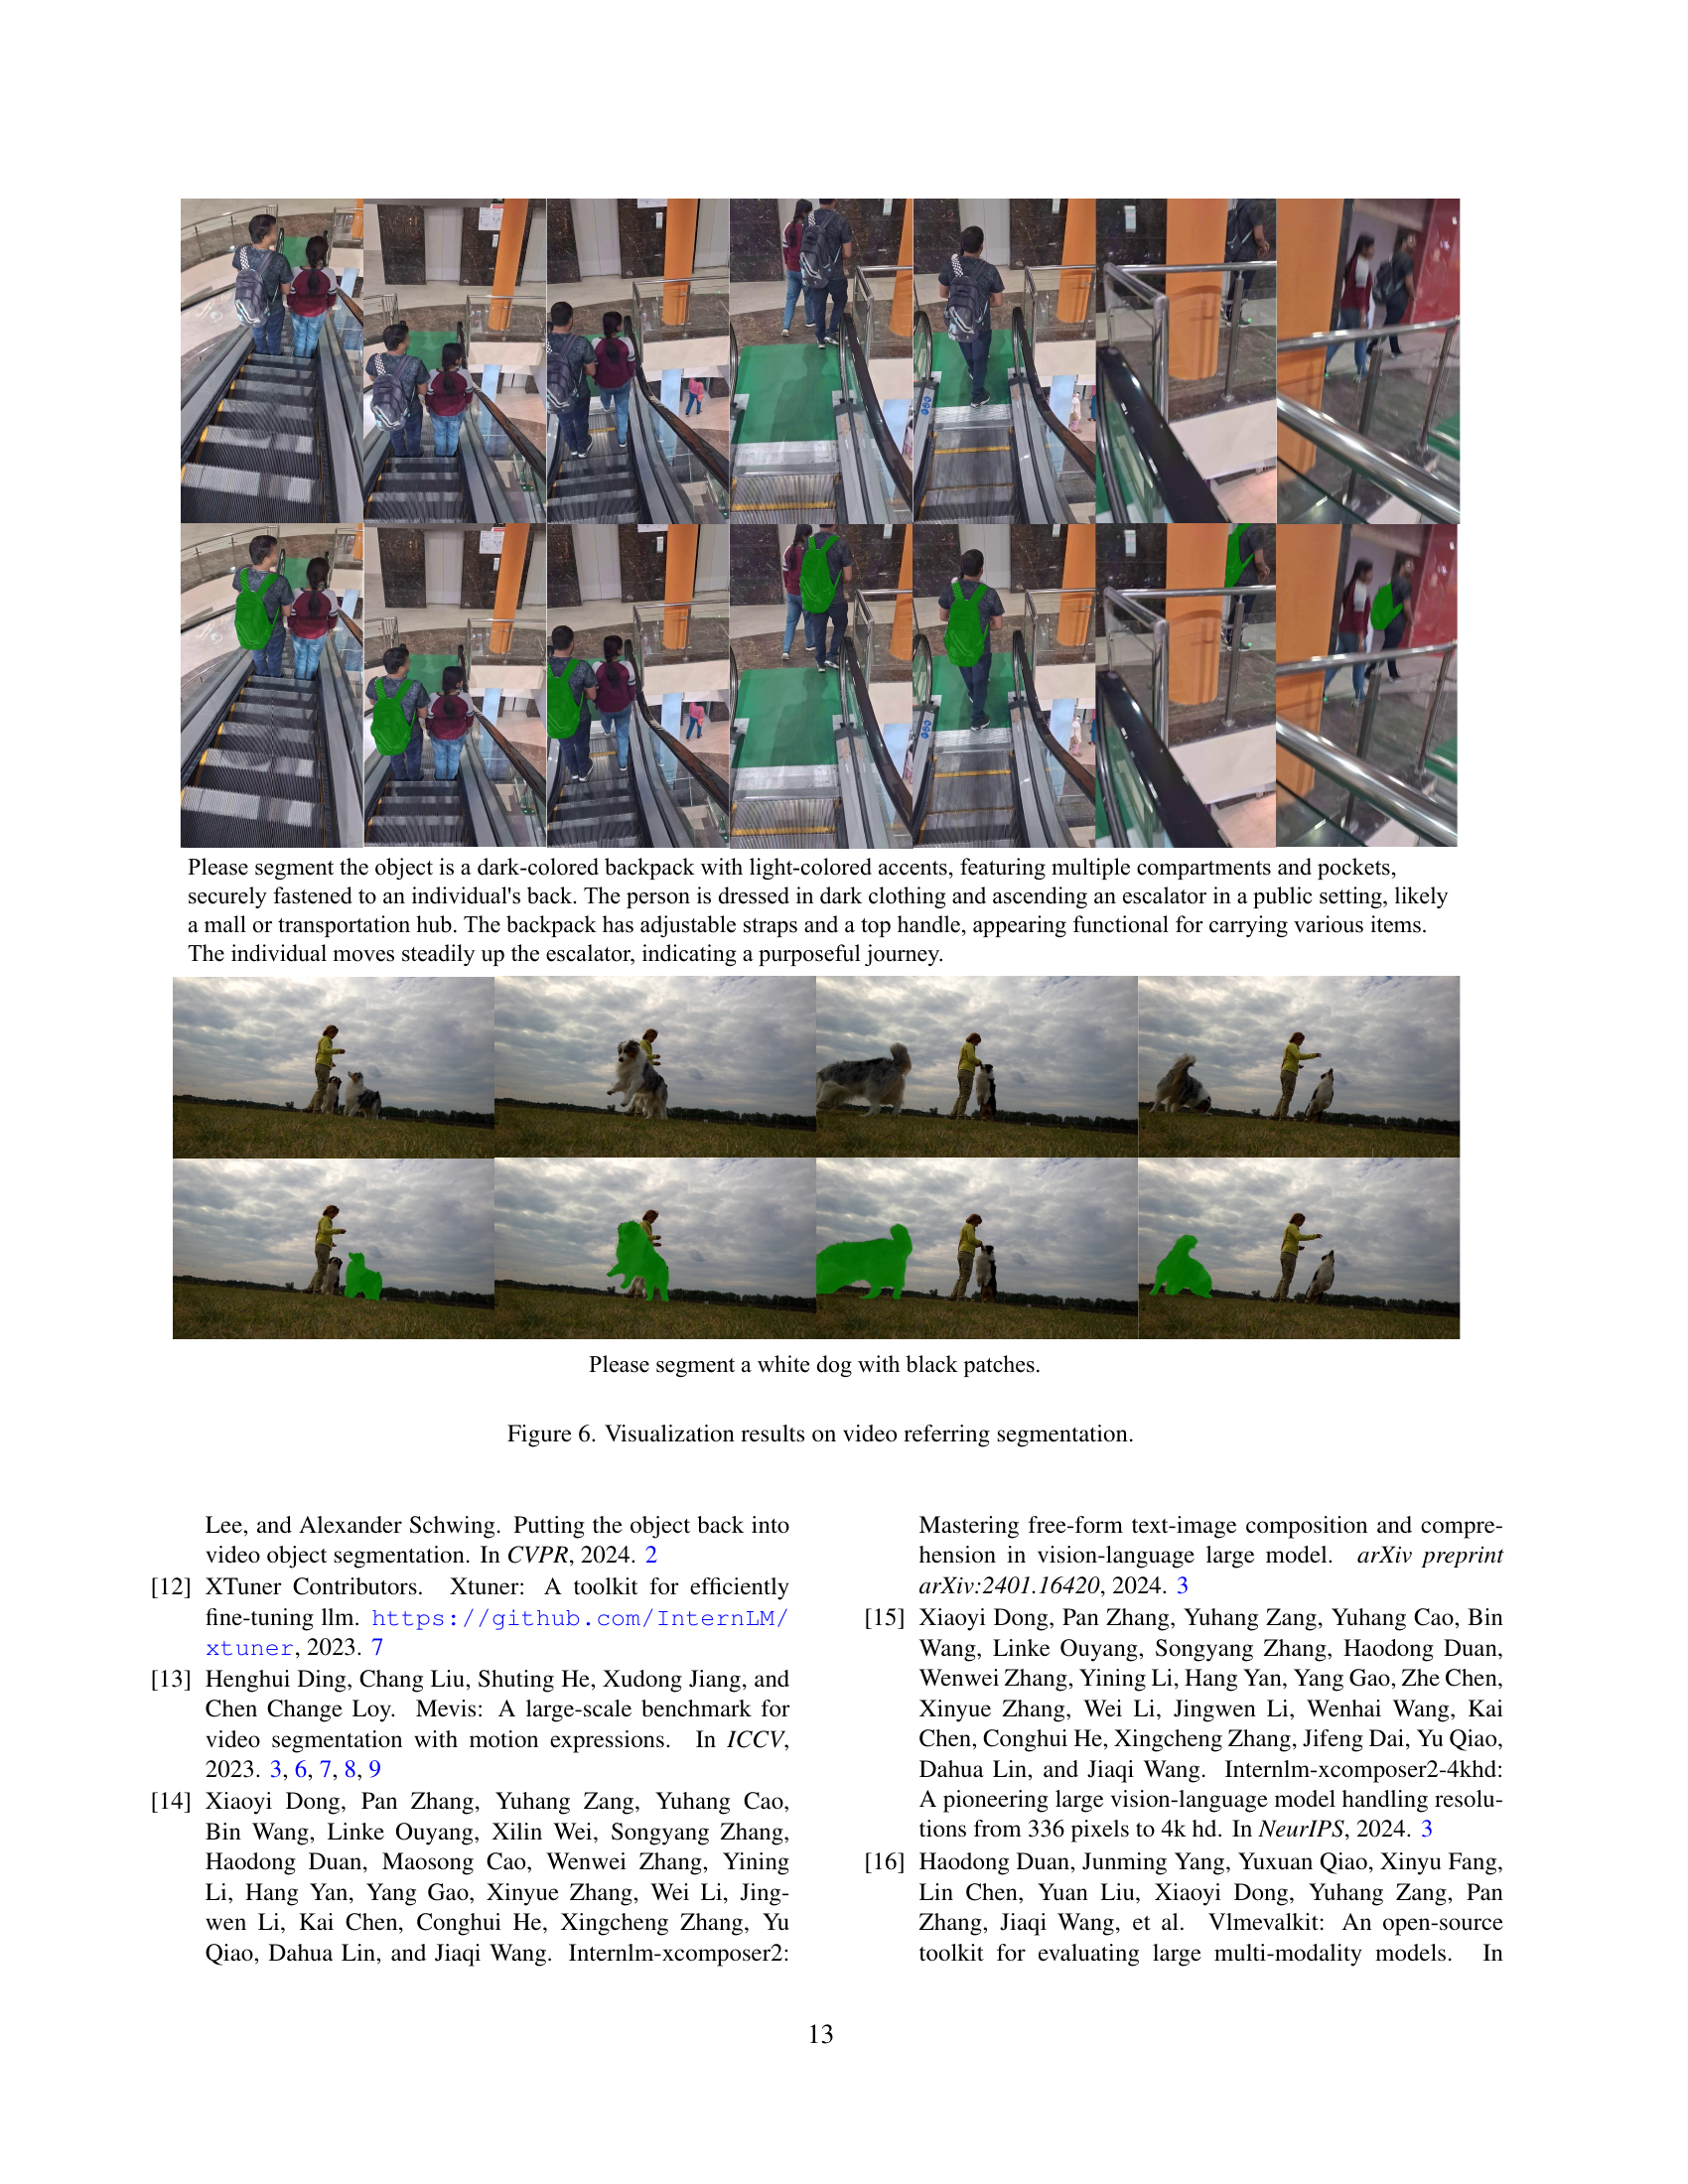 Please segment the object is a dark-colored backpack with light-colored accents, featuring multiple compartments and pockets,
securely fastened to an individual's back. The person is dressed in dark clothing and ascending an escalator in a public setting, likely
a mall or transportation hub. The backpack has adjustable straps and a top handle, appearing functional for carrying various items.
The individual moves steadily up the escalator, indicating a purposeful journey.
Please segment a white dog with black patches.
Figure 6. Visualization results on video referring segmentation.
Lee, and Alexander Schwing. Putting the object back into
video object segmentation. In CVPR, 2024. 2
[12] XTuner Contributors. Xtuner: A toolkit for efficiently
fine-tuning llm. https://github.com/InternLM/
xtuner, 2023. 7
[13] Henghui Ding, Chang Liu, Shuting He, Xudong Jiang, and
Chen Change Loy. Mevis: A large-scale benchmark for
video segmentation with motion expressions. In ICCV,
2023. 3, 6, 7, 8, 9
[14] Xiaoyi Dong, Pan Zhang, Yuhang Zang, Yuhang Cao,
Bin Wang, Linke Ouyang, Xilin Wei, Songyang Zhang,
Haodong Duan, Maosong Cao, Wenwei Zhang, Yining
Li, Hang Yan, Yang Gao, Xinyue Zhang, Wei Li, Jing-
wen Li, Kai Chen, Conghui He, Xingcheng Zhang, Yu
Qiao, Dahua Lin, and Jiaqi Wang. Internlm-xcomposer2:
Mastering free-form text-image composition and compre-
hension in vision-language large model. arXiv preprint
arXiv:2401.16420, 2024. 3
[15] Xiaoyi Dong, Pan Zhang, Yuhang Zang, Yuhang Cao, Bin
Wang, Linke Ouyang, Songyang Zhang, Haodong Duan,
Wenwei Zhang, Yining Li, Hang Yan, Yang Gao, Zhe Chen,
Xinyue Zhang, Wei Li, Jingwen Li, Wenhai Wang, Kai
Chen, Conghui He, Xingcheng Zhang, Jifeng Dai, Yu Qiao,
Dahua Lin, and Jiaqi Wang. Internlm-xcomposer2-4khd:
A pioneering large vision-language model handling resolu-
tions from 336 pixels to 4k hd. In NeurIPS, 2024. 3
[16] Haodong Duan, Junming Yang, Yuxuan Qiao, Xinyu Fang,
Lin Chen, Yuan Liu, Xiaoyi Dong, Yuhang Zang, Pan
Zhang, Jiaqi Wang, et al. Vlmevalkit: An open-source
toolkit for evaluating large multi-modality models. In
13